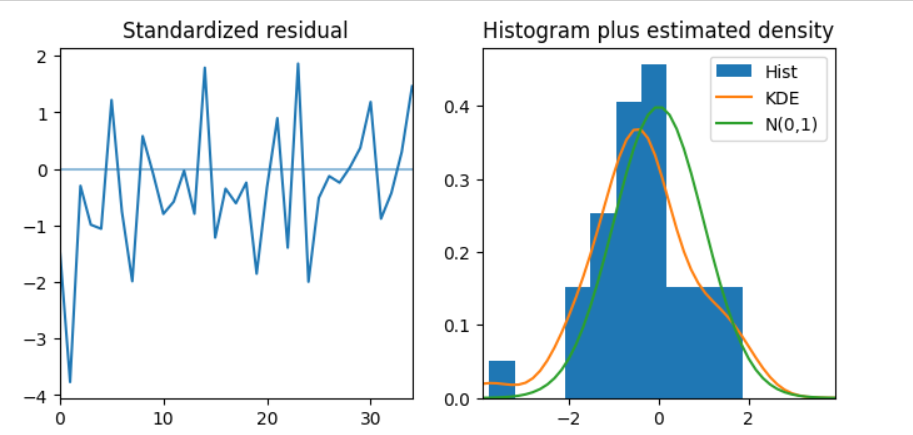 Standardized residual
2
1
0
−1
−2
−3
−4
0 10 20 30
Histogram plus estimated density
Hist
KDE
N(0,1)
0.4
0.3
0.2
0.1
0.0
−2 0 2